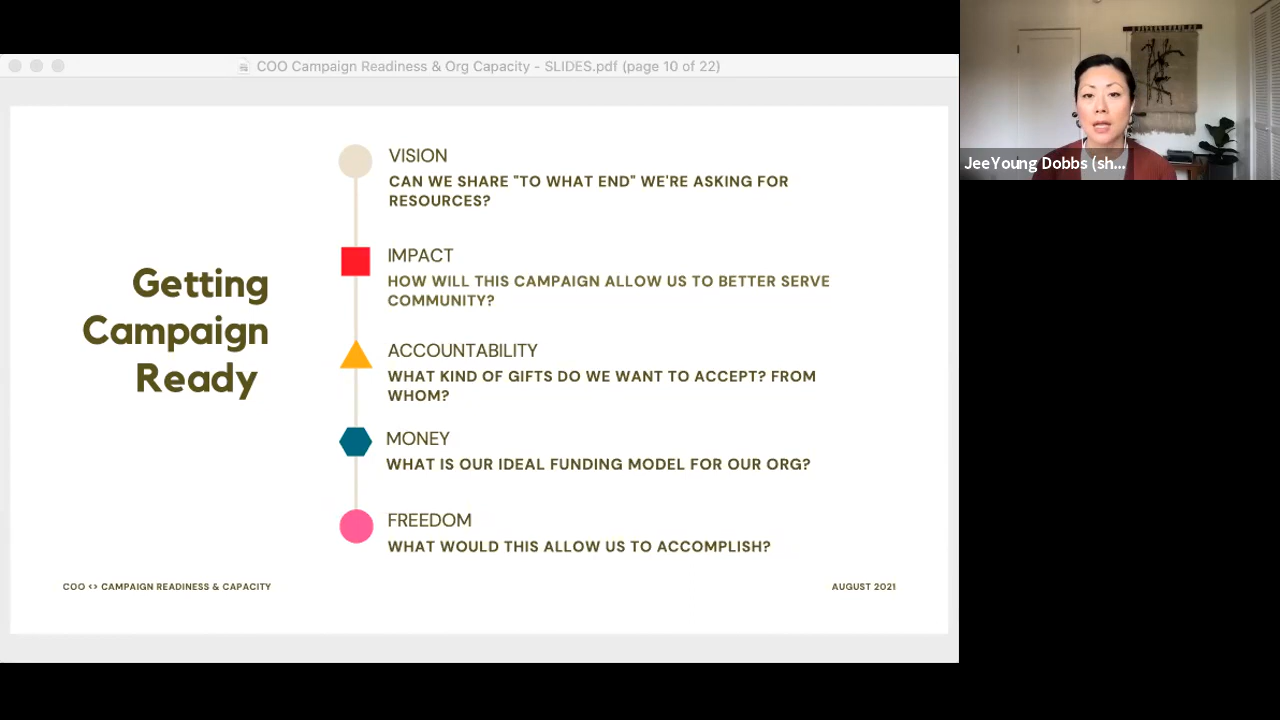 COO Campaign Readiness & Org Capacity - SLIDES.pdf (page 10 of 22)
JeeYoung Dobbs (sh...
Getting
Campaign
Ready
VISION
CAN WE SHARE "TO WHAT END" WE'RE ASKING FOR
RESOURCES?
IMPACT
HOW WILL THIS CAMPAIGN ALLOW US TO BETTER SERVE
COMMUNITY?
ACCOUNTABILITY
WHAT KIND OF GIFTS DO WE WANT TO ACCEPT? FROM
WHOM?
MONEY
WHAT IS OUR IDEAL FUNDING MODEL FOR OUR ORG?
FREEDOM
WHAT WOULD THIS ALLOW US TO ACCOMPLISH?
COO <> CAMPAIGN READINESS & CAPACITY
AUGUST 2021